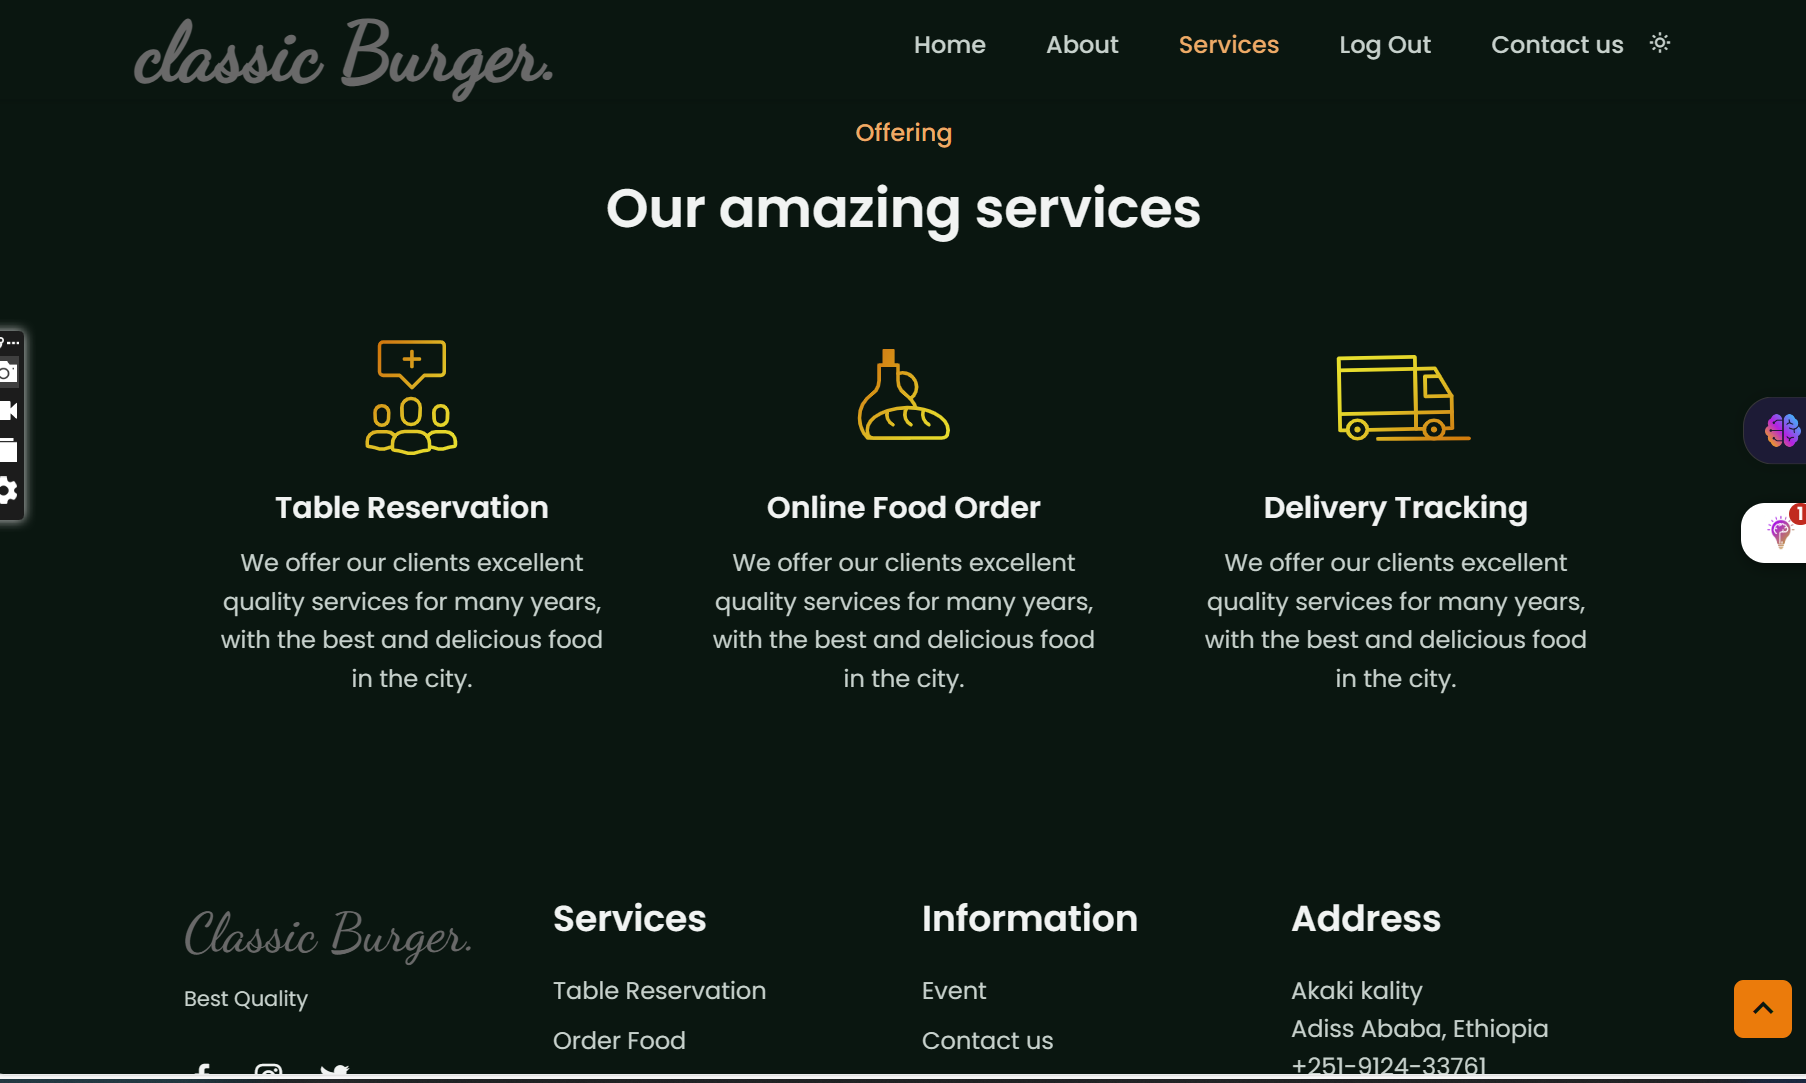 classic Burger.
Home About Services Log Out Contact us
Offering
Our amazing services
Table Reservation
We offer our clients excellent
quality services for many years,
with the best and delicious food
in the city.
Online Food Order
We offer our clients excellent
quality services for many years,
with the best and delicious food
in the city.
Delivery Tracking
We offer our clients excellent
quality services for many years,
with the best and delicious food
in the city.
1
Classic Burger.
Best Quality
Services
Table Reservation
Order Food
Information
Event
Contact us
Address
Akaki kality
Adiss Ababa, Ethiopia
+251-9124-33761